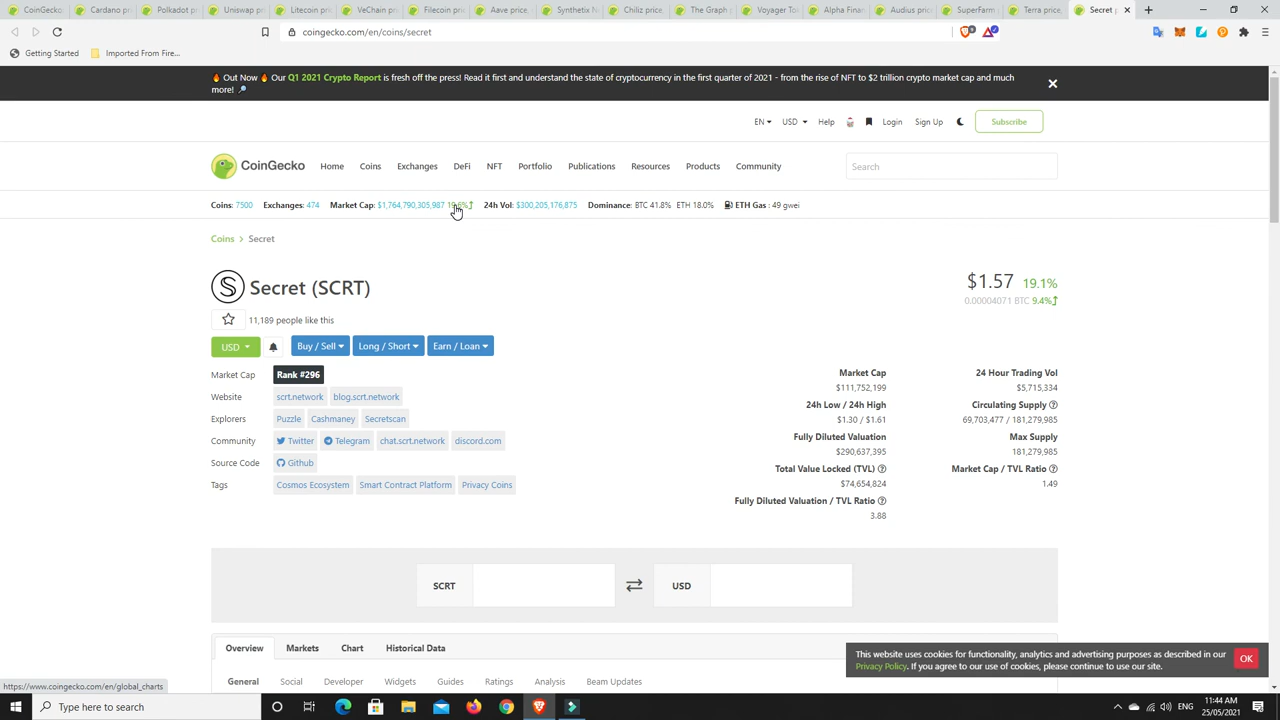 CoinGecko
Cardano pr
Polkadot pr
Uniswap pr
Litecoin pri
VeChain pr
Filecoin pric
Aave price,
Synthetix N
Chiliz price,
The Graph (
Voyager Tok
Alpha Finan
Audius pric
SuperFarm
Terra price,
Secret p
coingecko.com/en/coins/secret
Getting Started
Imported From Fire...
🔥 Out Now 🔥 Our Q1 2021 Crypto Report is fresh off the press! Read it first and understand the state of cryptocurrency in the first quarter of 2021 - from the rise of NFT to $2 trillion crypto market cap and much
more! 🔎
EN
USD
Help
Login
Sign Up
Subscribe
CoinGecko
Home
Coins
Exchanges
DeFi
NFT
Portfolio
Publications
Resources
Products
Community
Search
Coins: 7500 Exchanges: 474 Market Cap: $1,764,790,305,987 24h Vol: $300,205,176,875 Dominance: BTC 41.8% ETH 18.0% ETH Gas: 49 gwei
Coins > Secret
Secret (SCRT)
$1.57 19.1%
0.00004071 BTC 9.4%
11,189 people like this
USD
Buy / Sell
Long / Short
Earn / Loan
Market Cap Rank #296
Website scrt.network blog.scrt.network
Explorers Puzzle Cashmaney Secretscan
Community Twitter Telegram chat.scrt.network discord.com
Source Code Github
Tags Cosmos Ecosystem Smart Contract Platform Privacy Coins
Market Cap
$111,752,199
24h Low / 24h High
$1.30 / $1.61
Fully Diluted Valuation
$290,637,395
Total Value Locked (TVL)
$74,654,824
Fully Diluted Valuation / TVL Ratio
3.88
24 Hour Trading Vol
$5,715,334
Circulating Supply
69,703,477 / 181,279,985
Max Supply
181,279,985
Market Cap / TVL Ratio
1.49
SCRT
USD
Overview
Markets
Chart
Historical Data
General
Social
Developer
Widgets
Guides
Ratings
Analysis
Beam Updates
This website uses cookies for functionality, analytics and advertising purposes as described in our
Privacy Policy. If you agree to our use of cookies, please continue to use our site.
OK
https://www.coingecko.com/en/global_charts
Type here to search
ENG
11:44 AM
25/05/2021